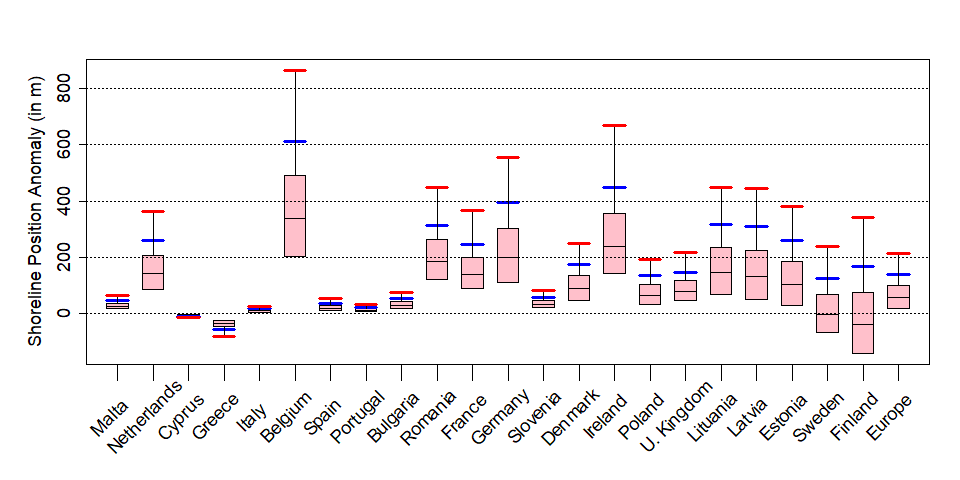 Shoreline Position Anomaly (in m)
800
600
400
200
0
Malta
Netherlands
Cyprus
Greece
Italy
Belgium
Spain
Portugal
Bulgaria
Romania
France
Germany
Slovenia
Denmark
Ireland
Poland
U. Kingdom
Lituania
Latvia
Estonia
Sweden
Finland
Europe